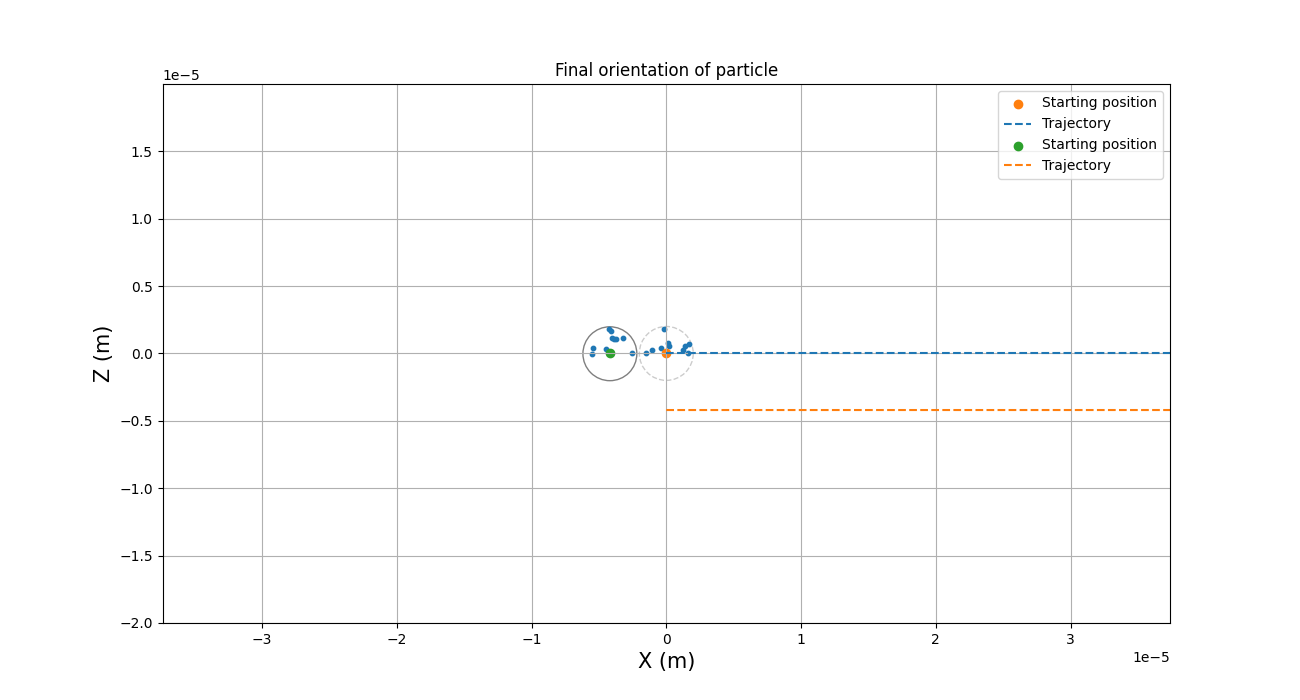 Final orientation of particle
1e−5
Starting position
Trajectory
Starting position
Trajectory
1.5
1.0
0.5
0.0
−0.5
−1.0
−1.5
−2.0
Z (m)
−3
−2
−1
0
1
2
3
X (m)
1e−5